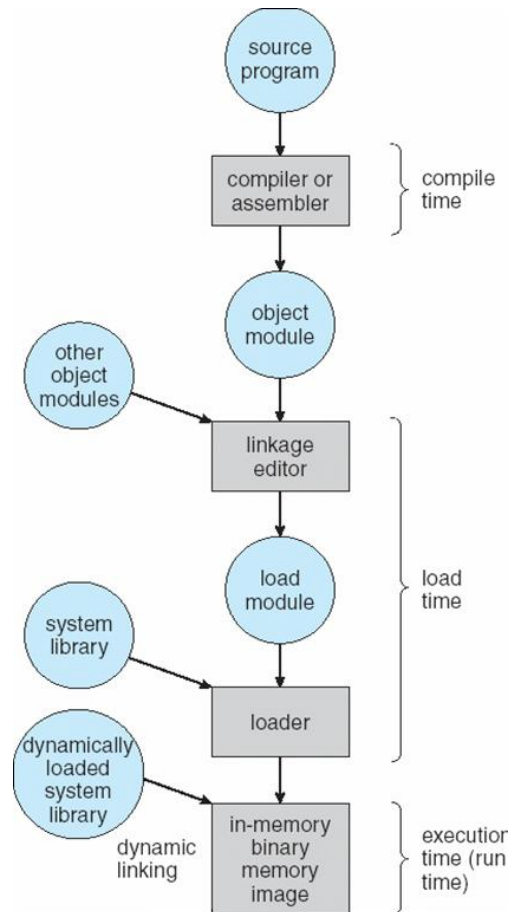 source
program
compiler or
assembler
compile
time
object
module
other
object
modules
linkage
editor
load
module
load
time
system
library
loader
dynamically
loaded
system
library
dynamic
linking
in-memory
binary
memory
image
execution
time (run
time)